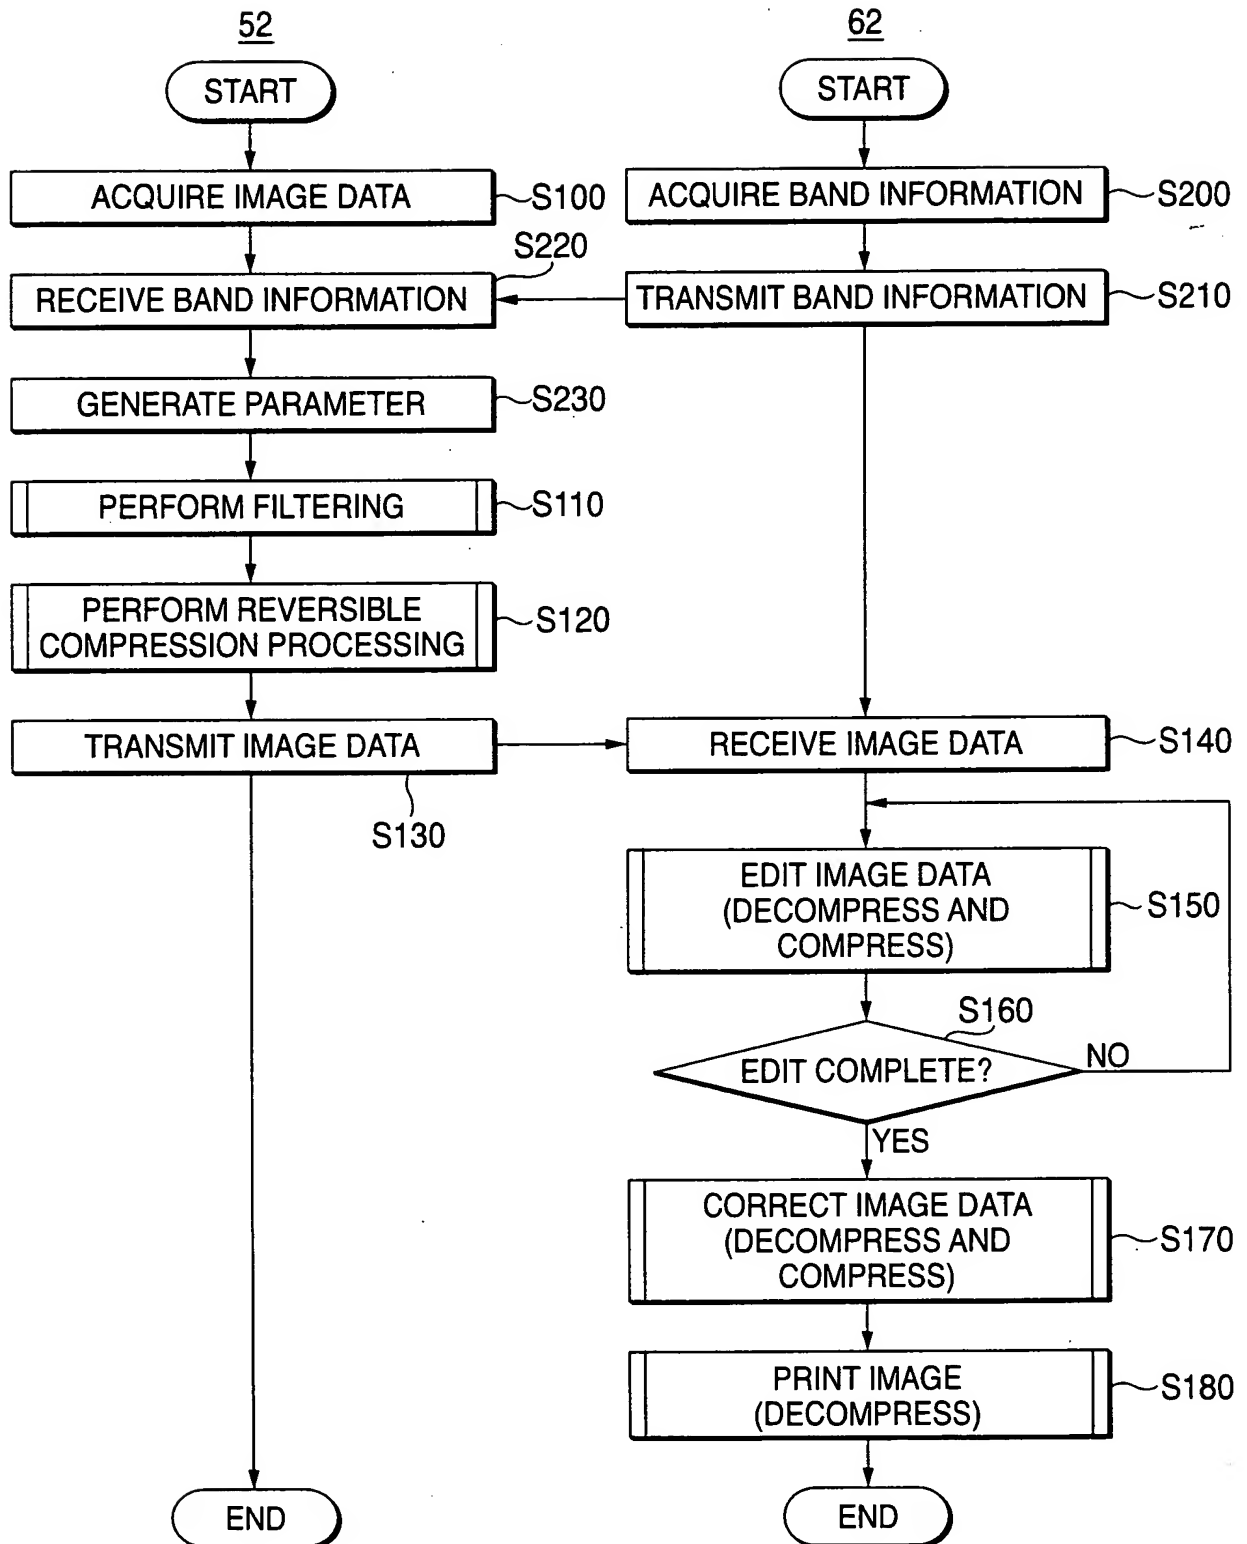 52
START
ACQUIRE IMAGE DATA
S100
S220
RECEIVE BAND INFORMATION
GENERATE PARAMETER
S230
PERFORM FILTERING
S110
PERFORM REVERSIBLE
COMPRESSION PROCESSING
S120
TRANSMIT IMAGE DATA
S130
END
62
START
ACQUIRE BAND INFORMATION
S200
TRANSMIT BAND INFORMATION
S210
RECEIVE IMAGE DATA
S140
EDIT IMAGE DATA
(DECOMPRESS AND
COMPRESS)
S150
S160
EDIT COMPLETE?
NO
YES
CORRECT IMAGE DATA
(DECOMPRESS AND
COMPRESS)
S170
PRINT IMAGE
(DECOMPRESS)
S180
END